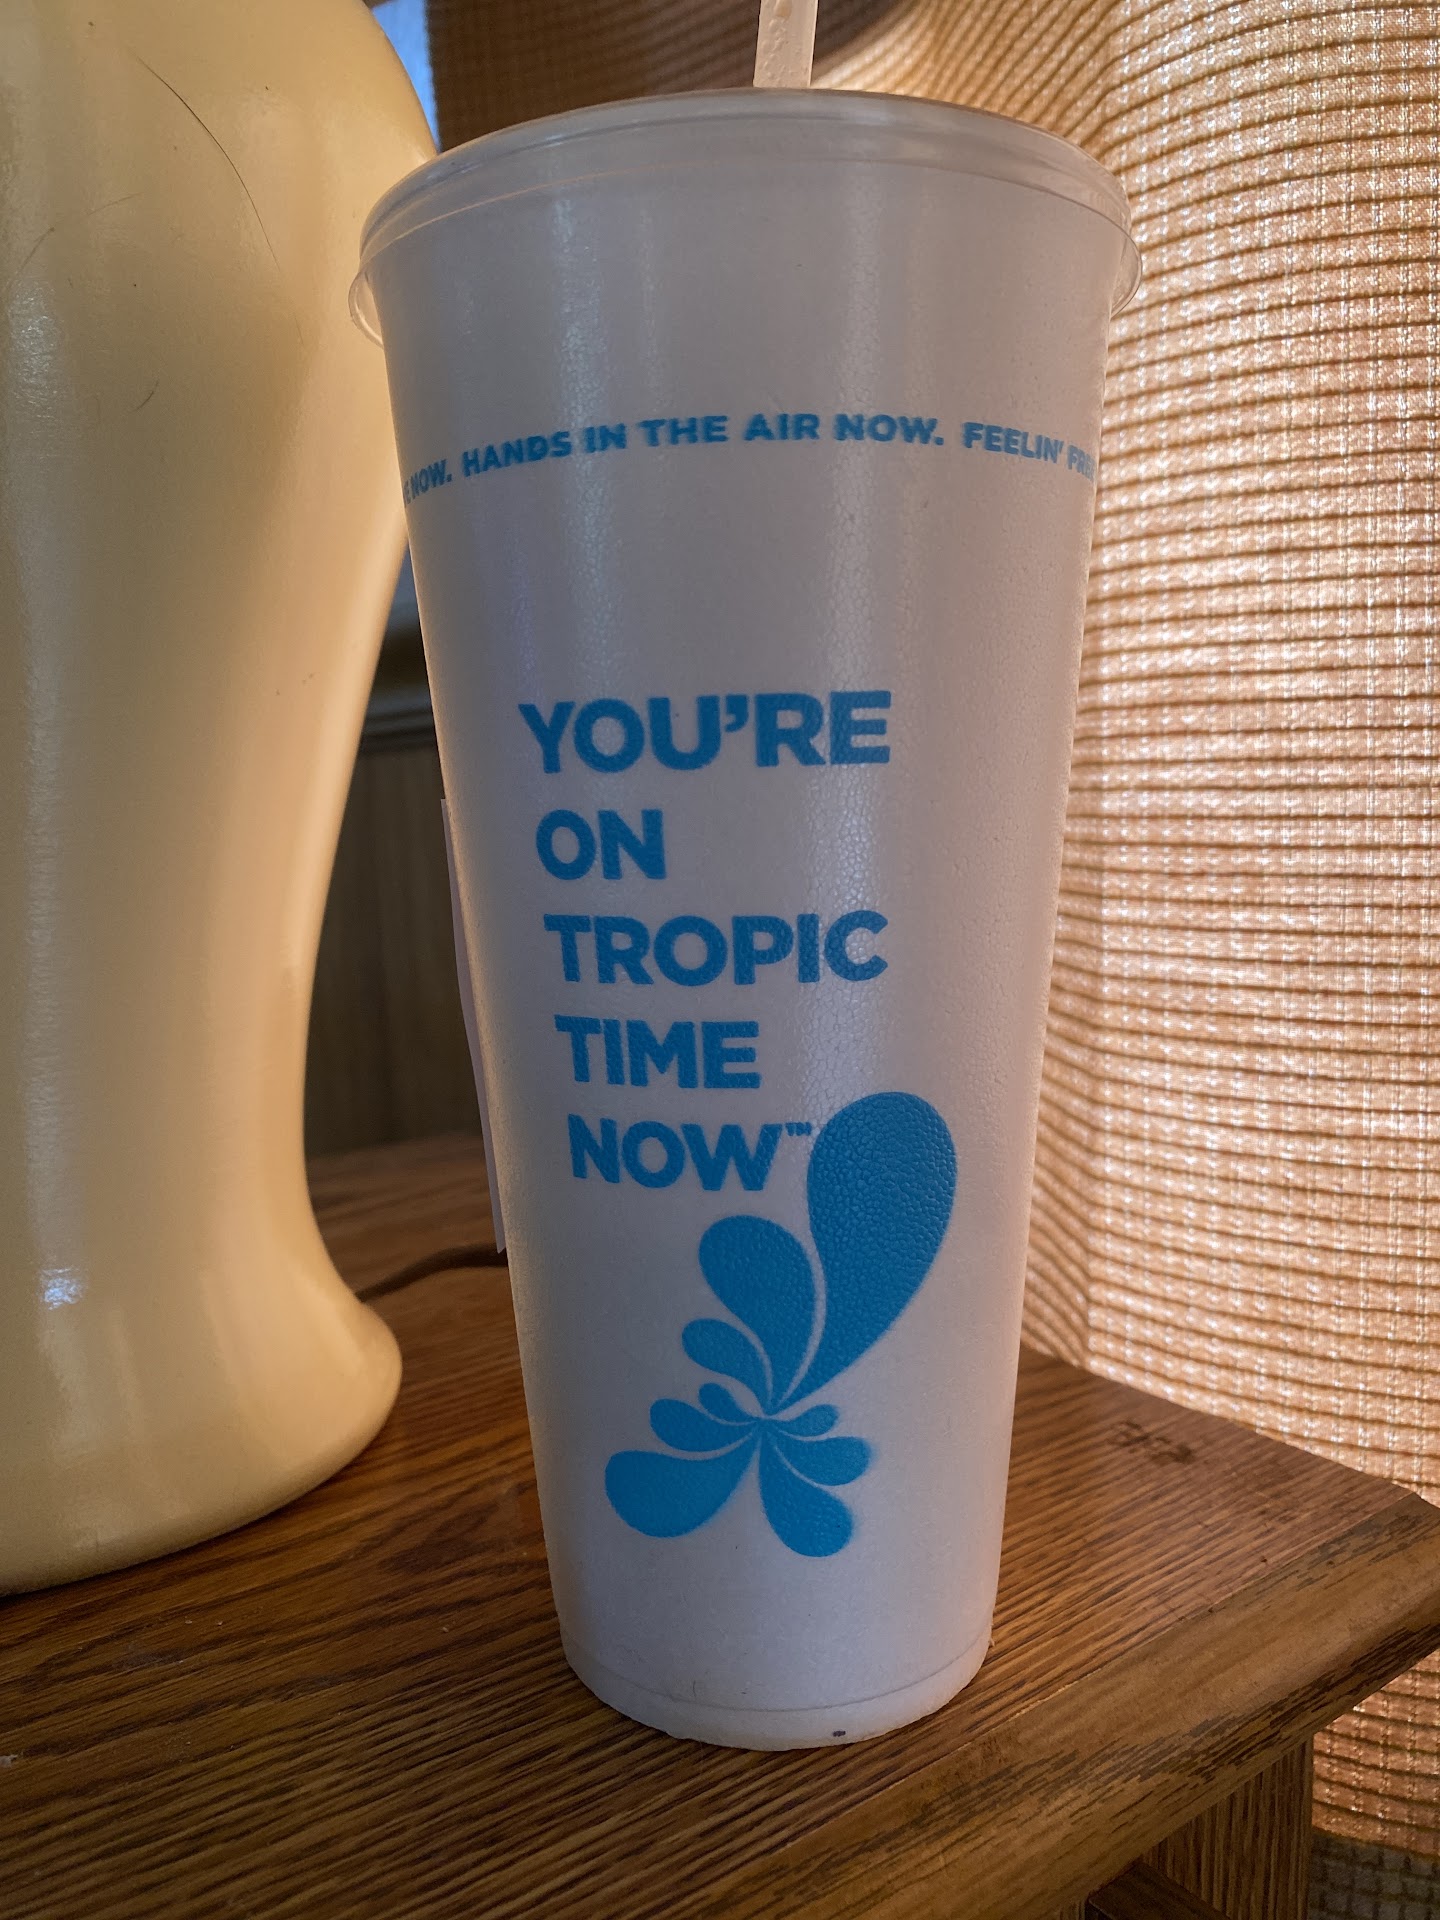 NOW. HANDS IN THE AIR NOW. FEELIN'
YOU'RE
ON
TROPIC
TIME
NOW™